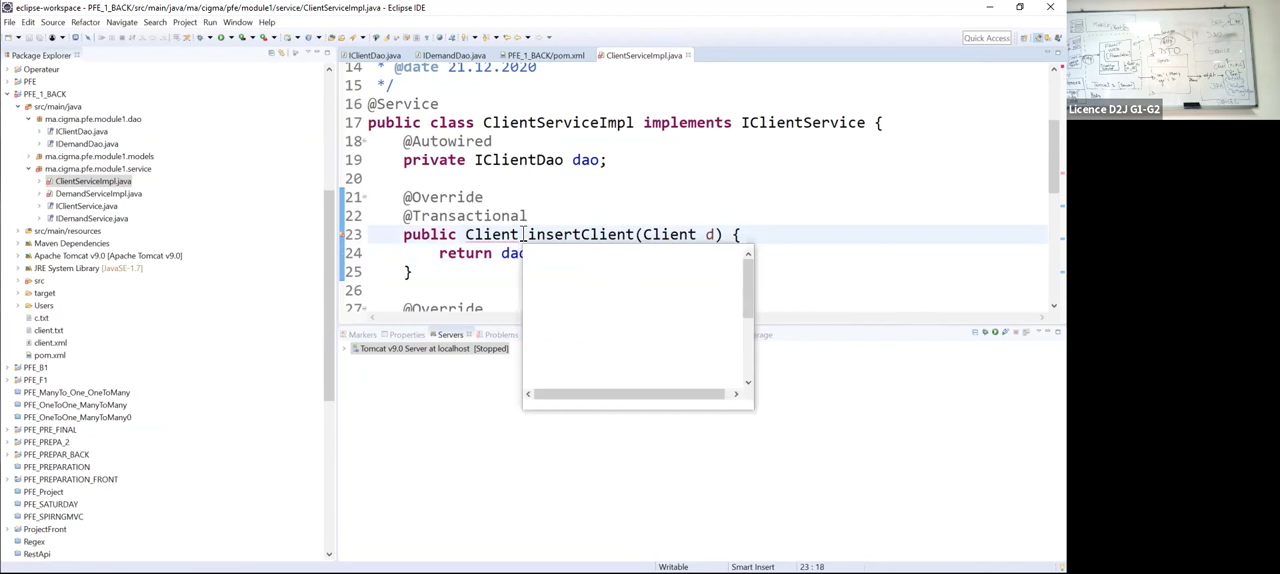 eclipse-workspace - PFE_1_BACK/src/main/java/ma/cigma/pfe/module1/service/ClientServiceImpl.java - Eclipse IDE
File Edit Source Refactor Navigate Search Project Run Window Help
Quick Access
Package Explorer
Operateur
PFE
PFE_1_BACK
src/main/java
ma.cigma.pfe.module1.dao
IClientDao.java
IDemandDao.java
ma.cigma.pfe.module1.models
ma.cigma.pfe.module1.service
ClientServiceImpl.java
DemandServiceImpl.java
IClientService.java
IDemandService.java
src/main/resources
Maven Dependencies
Apache Tomcat v9.0 [Apache Tomcat v9.0]
JRE System Library [JavaSE-1.7]
src
target
Users
c.txt
client.txt
client.xml
pom.xml
PFE_B1
PFE_F1
PFE_ManyTo_One_OneToMany
PFE_OneToOne_ManyToMany
PFE_OneToOne_ManyToMany0
PFE_PRE_FINAL
PFE_PREPA_2
PFE_PREPAR_BACK
PFE_PREPARATION
PFE_PREPARATION_FRONT
PFE_Project
PFE_SATURDAY
PFE_SPIRNGMVC
ProjectFront
Regex
RestApi
IClientDao.java IDemandDao.java PFE_1_BACK/pom.xml ClientServiceImpl.java
14 * @date 21.12.2020
15 */
16 @Service
17 public class ClientServiceImpl implements IClientService {
18 @Autowired
19 private IClientDao dao;
20
21 @Override
22 @Transactional
23 public Client insertClient(Client d) {
24 return dao
25 }
26
27 @Override
Markers Properties Servers Problems
Tomcat v9.0 Server at localhost [Stopped]
Writable Smart Insert 23 : 18
DTO
Licence D2J G1-G2